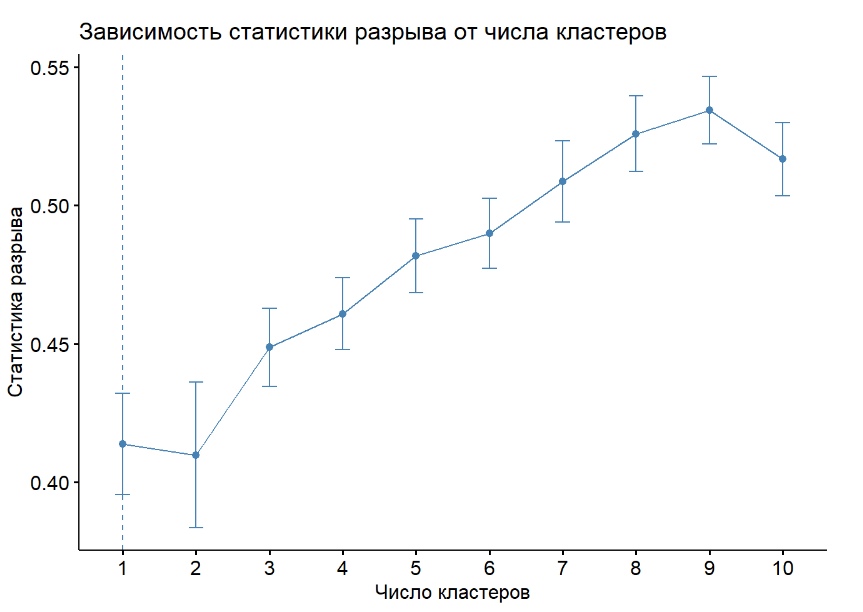 Зависимость статистики разрыва от числа кластеров
Статистика разрыва
0.55
0.50
0.45
0.40
1 2 3 4 5 6 7 8 9 10
Число кластеров